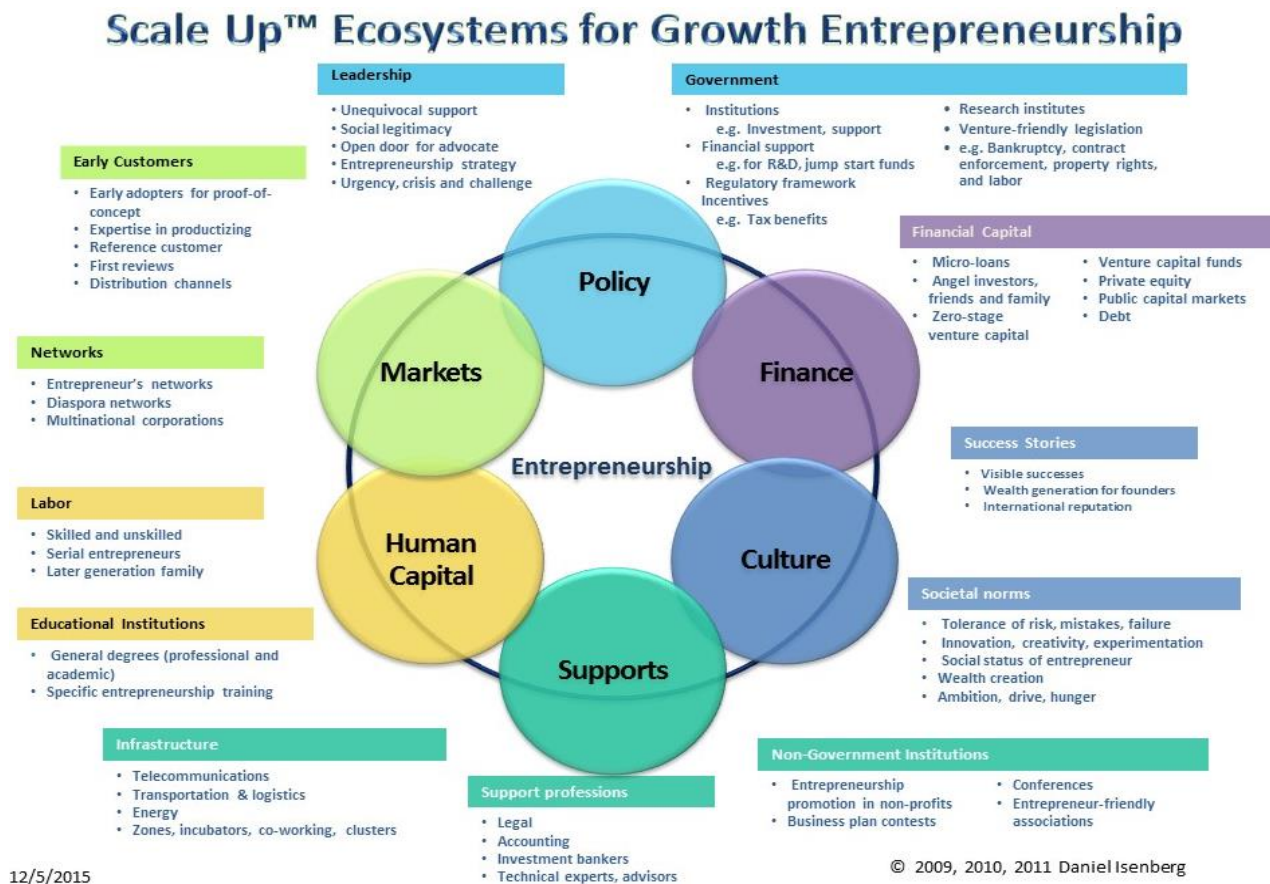 Scale Up™ Ecosystems for Growth Entrepreneurship
Leadership
• Unequivocal support
• Social legitimacy
• Open door for advocate
• Entrepreneurship strategy
• Urgency, crisis and challenge
Government
• Institutions
e.g. Investment, support
• Financial support
e.g. for R&D, jump start funds
• Regulatory framework
Incentives
e.g. Tax benefits
• Research institutes
• Venture-friendly legislation
• e.g. Bankruptcy, contract
enforcement, property rights,
and labor
Early Customers
• Early adopters for proof-of-
concept
• Expertise in productizing
• Reference customer
• First reviews
• Distribution channels
Financial Capital
• Micro-loans
• Angel investors,
friends and family
• Zero-stage
venture capital
• Venture capital funds
• Private equity
• Public capital markets
• Debt
Networks
• Entrepreneur's networks
• Diaspora networks
• Multinational corporations
Success Stories
• Visible successes
• Wealth generation for founders
• International reputation
Labor
• Skilled and unskilled
• Serial entrepreneurs
• Later generation family
Societal norms
• Tolerance of risk, mistakes, failure
• Innovation, creativity, experimentation
• Social status of entrepreneur
• Wealth creation
• Ambition, drive, hunger
Educational Institutions
• General degrees (professional and
academic)
• Specific entrepreneurship training
Policy
Markets
Finance
Entrepreneurship
Human
Capital
Culture
Supports
Infrastructure
• Telecommunications
• Transportation & logistics
• Energy
• Zones, incubators, co-working, clusters
Support professions
• Legal
• Accounting
• Investment bankers
• Technical experts, advisors
Non-Government Institutions
• Entrepreneurship
promotion in non-profits
• Business plan contests
• Conferences
• Entrepreneur-friendly
associations
12/5/2015
© 2009, 2010, 2011 Daniel Isenberg